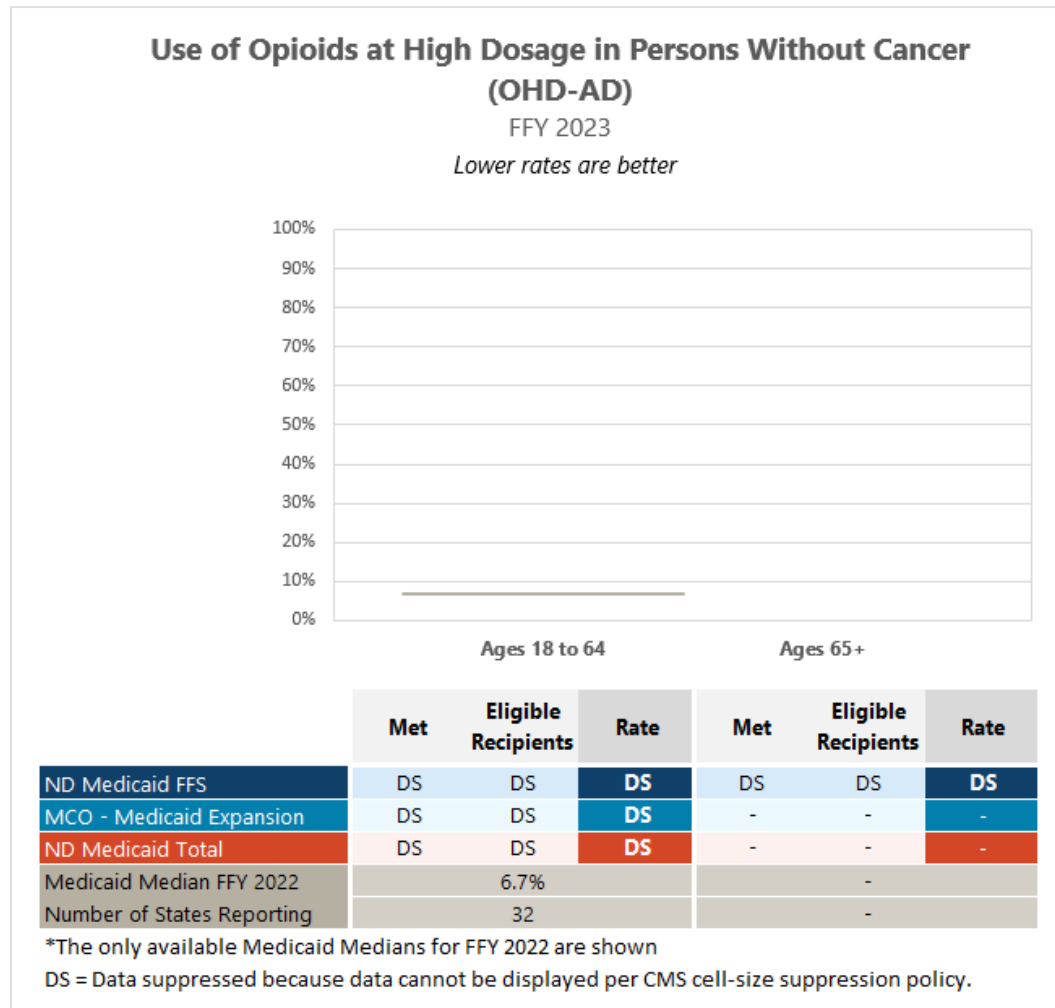 Use of Opioids at High Dosage in Persons Without Cancer
(OHD-AD)
FFY 2023
Lower rates are better
100%
90%
80%
70%
60%
50%
40%
30%
20%
10%
0%
Ages 18 to 64 Ages 65+
Met Eligible Recipients Rate Met Eligible Recipients Rate
ND Medicaid FFS DS DS DS DS DS DS
MCO - Medicaid Expansion DS DS DS - - -
ND Medicaid Total DS DS DS - - -
Medicaid Median FFY 2022 6.7% -
Number of States Reporting 32 -
*The only available Medicaid Medians for FFY 2022 are shown
DS = Data suppressed because data cannot be displayed per CMS cell-size suppression policy.